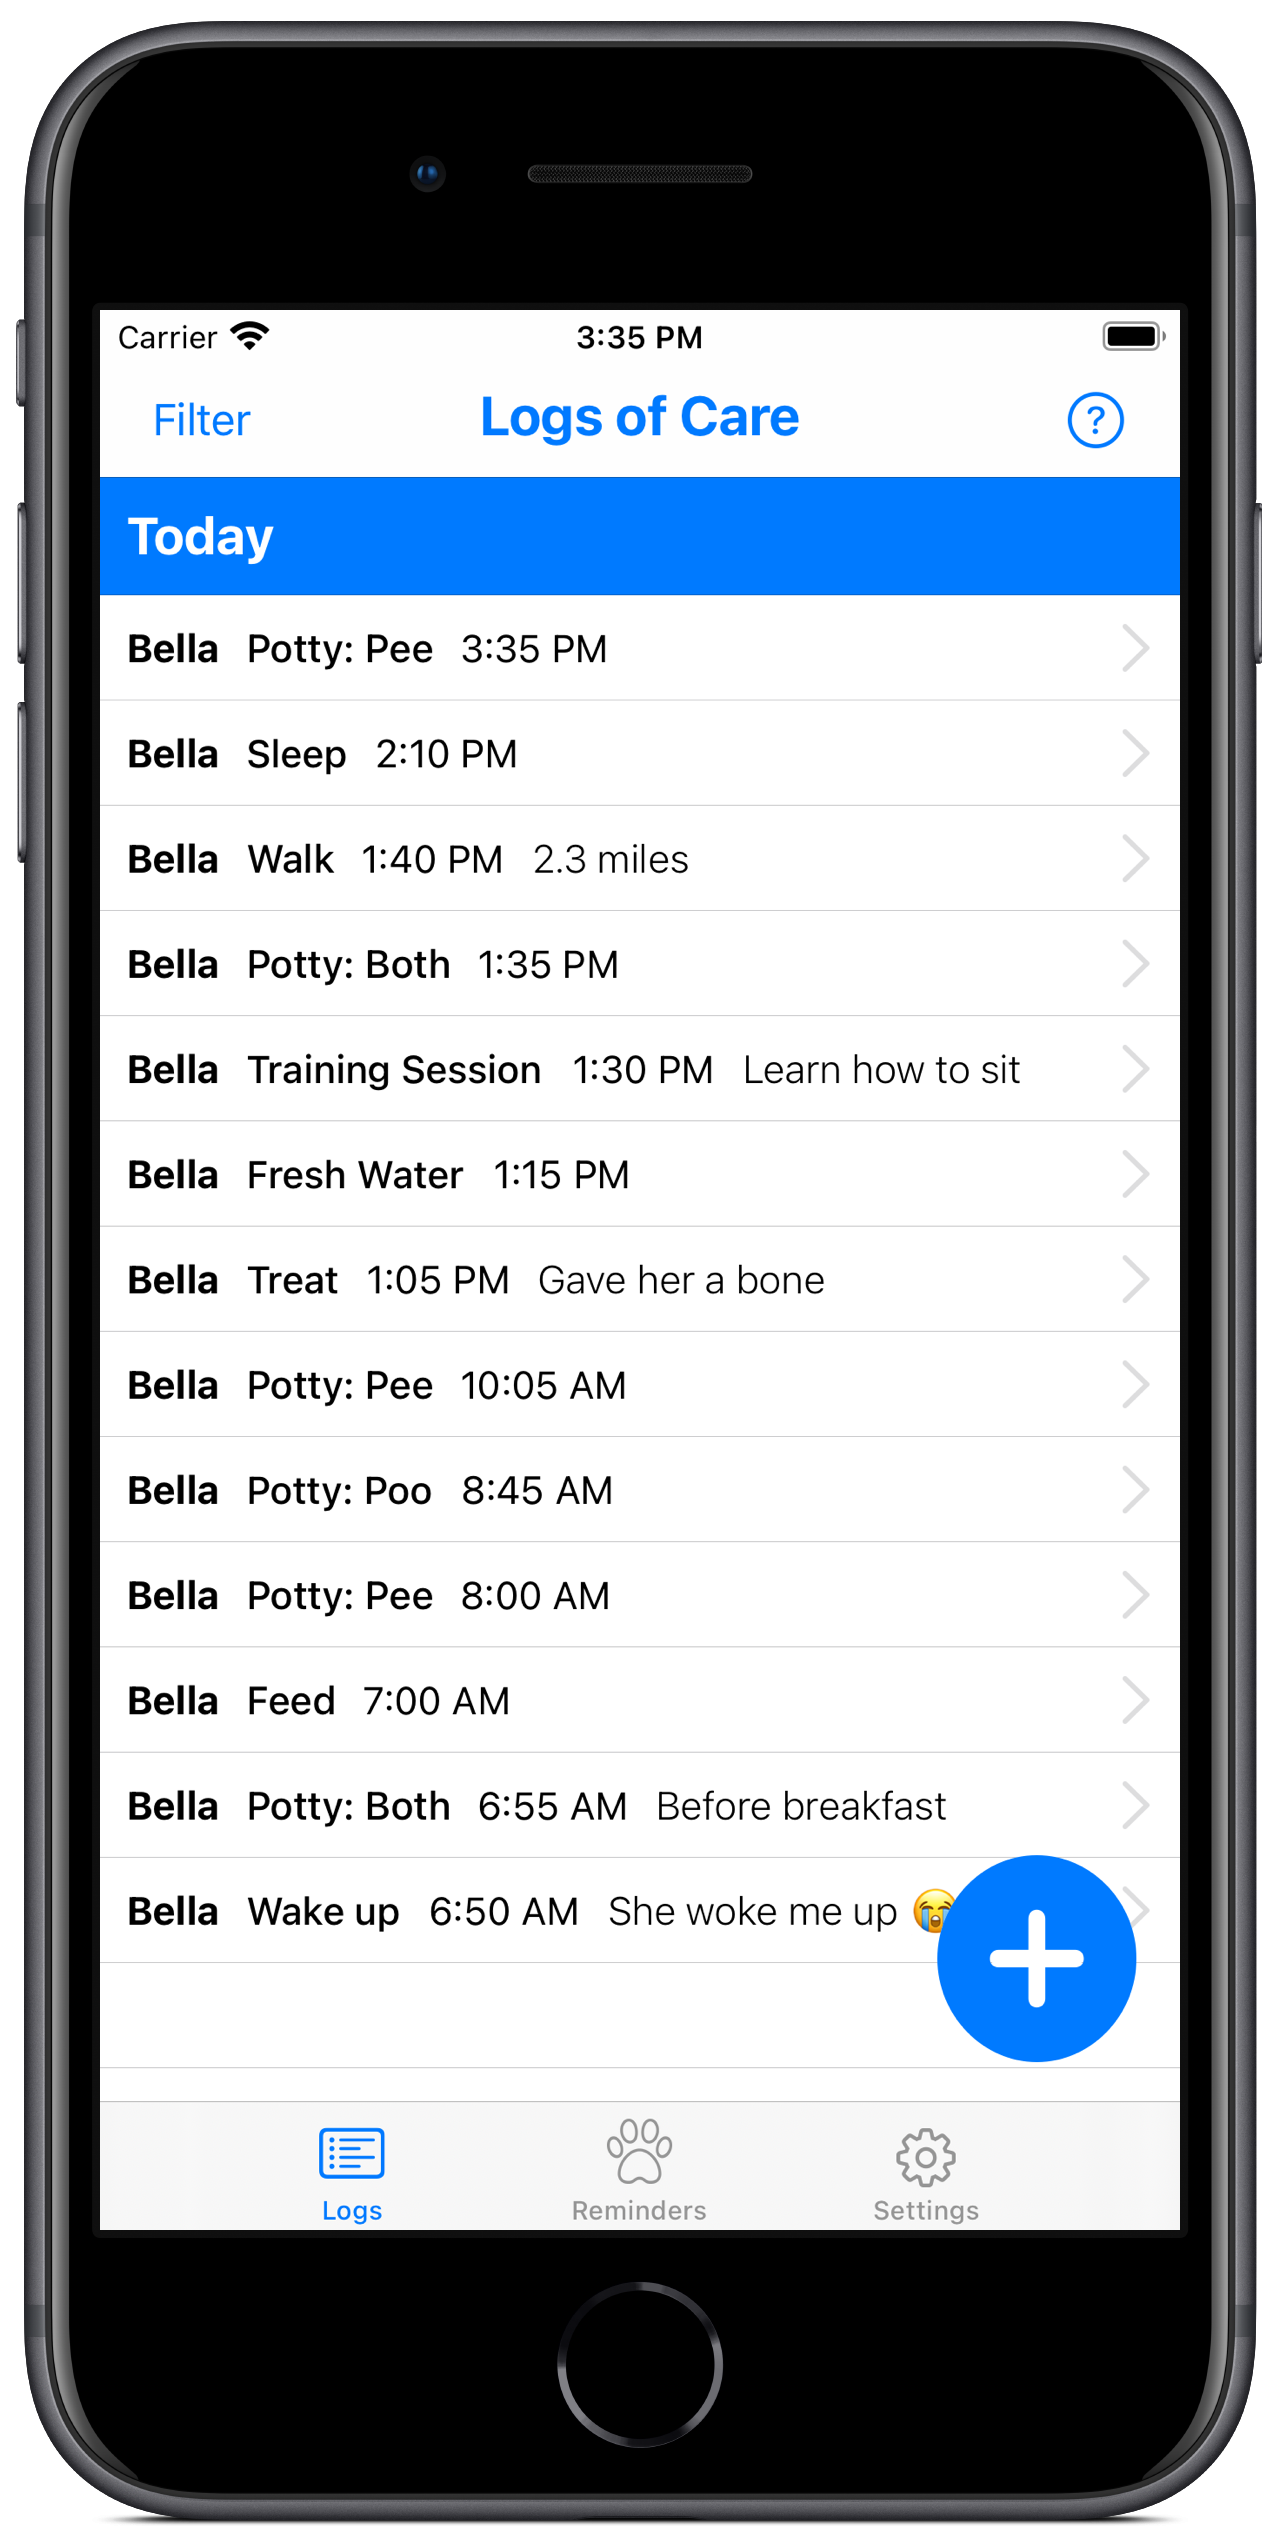 Carrier 3:35 PM
Filter Logs of Care ?
Today
Bella Potty: Pee 3:35 PM
Bella Sleep 2:10 PM
Bella Walk 1:40 PM 2.3 miles
Bella Potty: Both 1:35 PM
Bella Training Session 1:30 PM Learn how to sit
Bella Fresh Water 1:15 PM
Bella Treat 1:05 PM Gave her a bone
Bella Potty: Pee 10:05 AM
Bella Potty: Poo 8:45 AM
Bella Potty: Pee 8:00 AM
Bella Feed 7:00 AM
Bella Potty: Both 6:55 AM Before breakfast
Bella Wake up 6:50 AM She woke me up 😭
Logs Reminders Settings